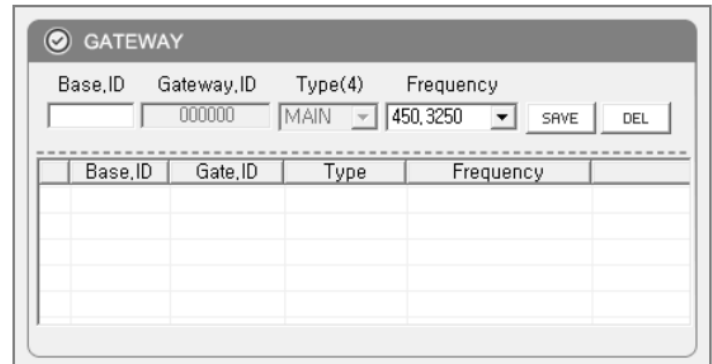 GATEWAY
Base,ID Gateway,ID Type(4) Frequency
000000 MAIN 450,3250 SAVE DEL
Base,ID Gate,ID Type Frequency